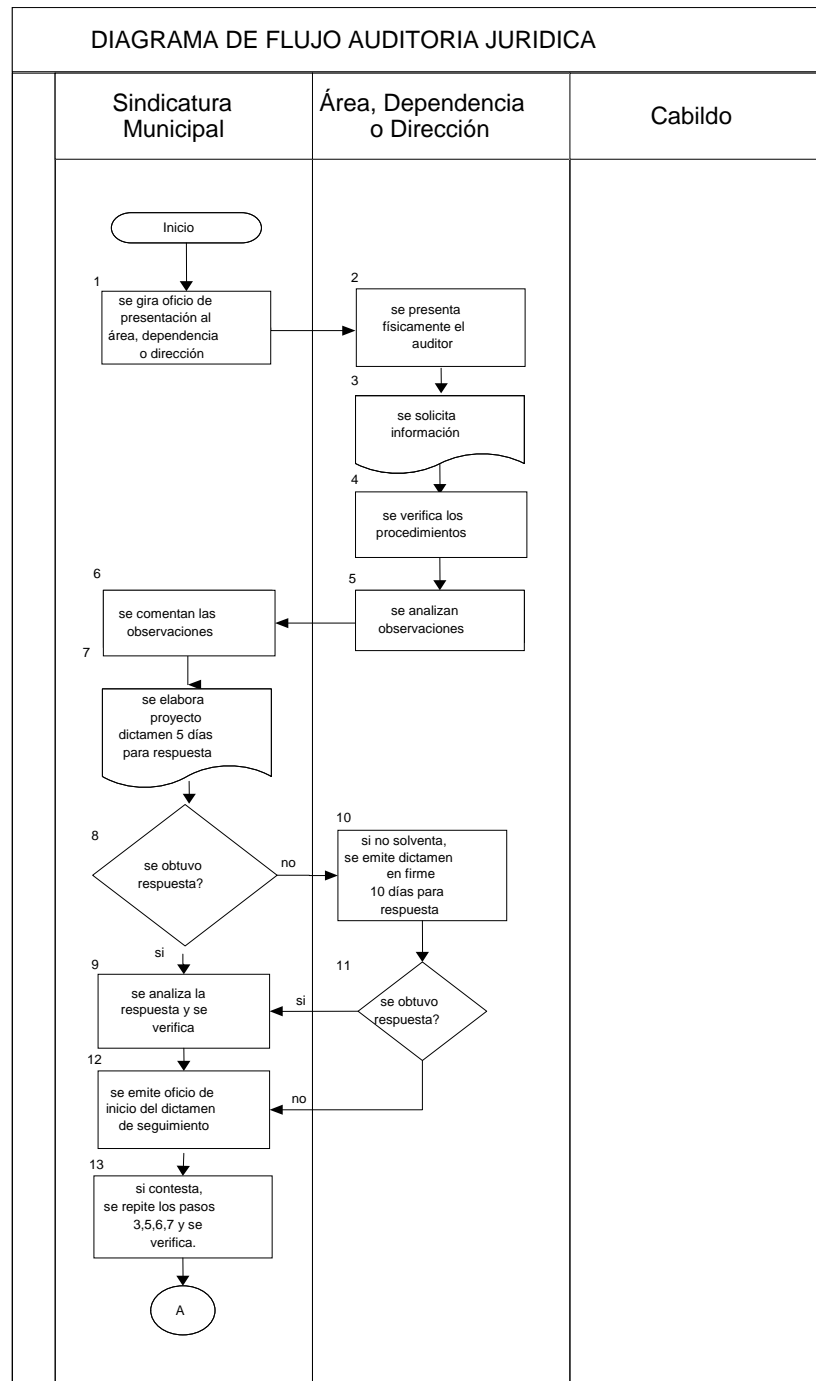 DIAGRAMA DE FLUJO AUDITORIA JURIDICA
Sindicatura
Municipal
Área, Dependencia
o Dirección
Cabildo
Inicio
1
se gira oficio de
presentación al
área, dependencia
o dirección
2
se presenta
físicamente el
auditor
3
se solicita
información
4
se verifica los
procedimientos
5
se analizan
observaciones
6
se comentan las
observaciones
7
se elabora
proyecto
dictamen 5 días
para respuesta
8
se obtuvo
respuesta?
no
si
10
si no solventa,
se emite dictamen
en firme
10 días para
respuesta
9
se analiza la
respuesta y se
verifica
11
se obtuvo
respuesta?
si
no
12
se emite oficio de
inicio del dictamen
de seguimiento
13
si contesta,
se repite los pasos
3,5,6,7 y se
verifica.
A